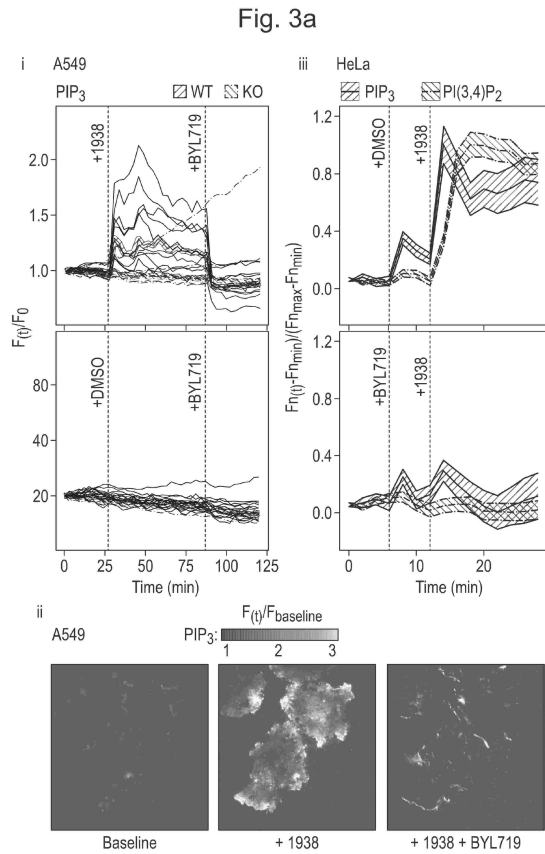 Fig. 3a
i A549
PIP3 WT KO
+1938
+BYL719
2.0
1.5
1.0
F(t)/F0
+DMSO
+BYL719
80
40
20
0 25 50 75 100 125
Time (min)
iii HeLa
PIP3 PI(3,4)P2
+DMSO
+1938
1.2
0.8
0.4
0.0
Fn(t)-Fnmin)/(Fnmax-Fnmin)
+BYL719
+1938
1.2
0.8
0.4
0.0
0 10 20
Time (min)
ii
A549
F(t)/Fbaseline
PIP3:
1 2 3
Baseline
+ 1938
+ 1938 + BYL719